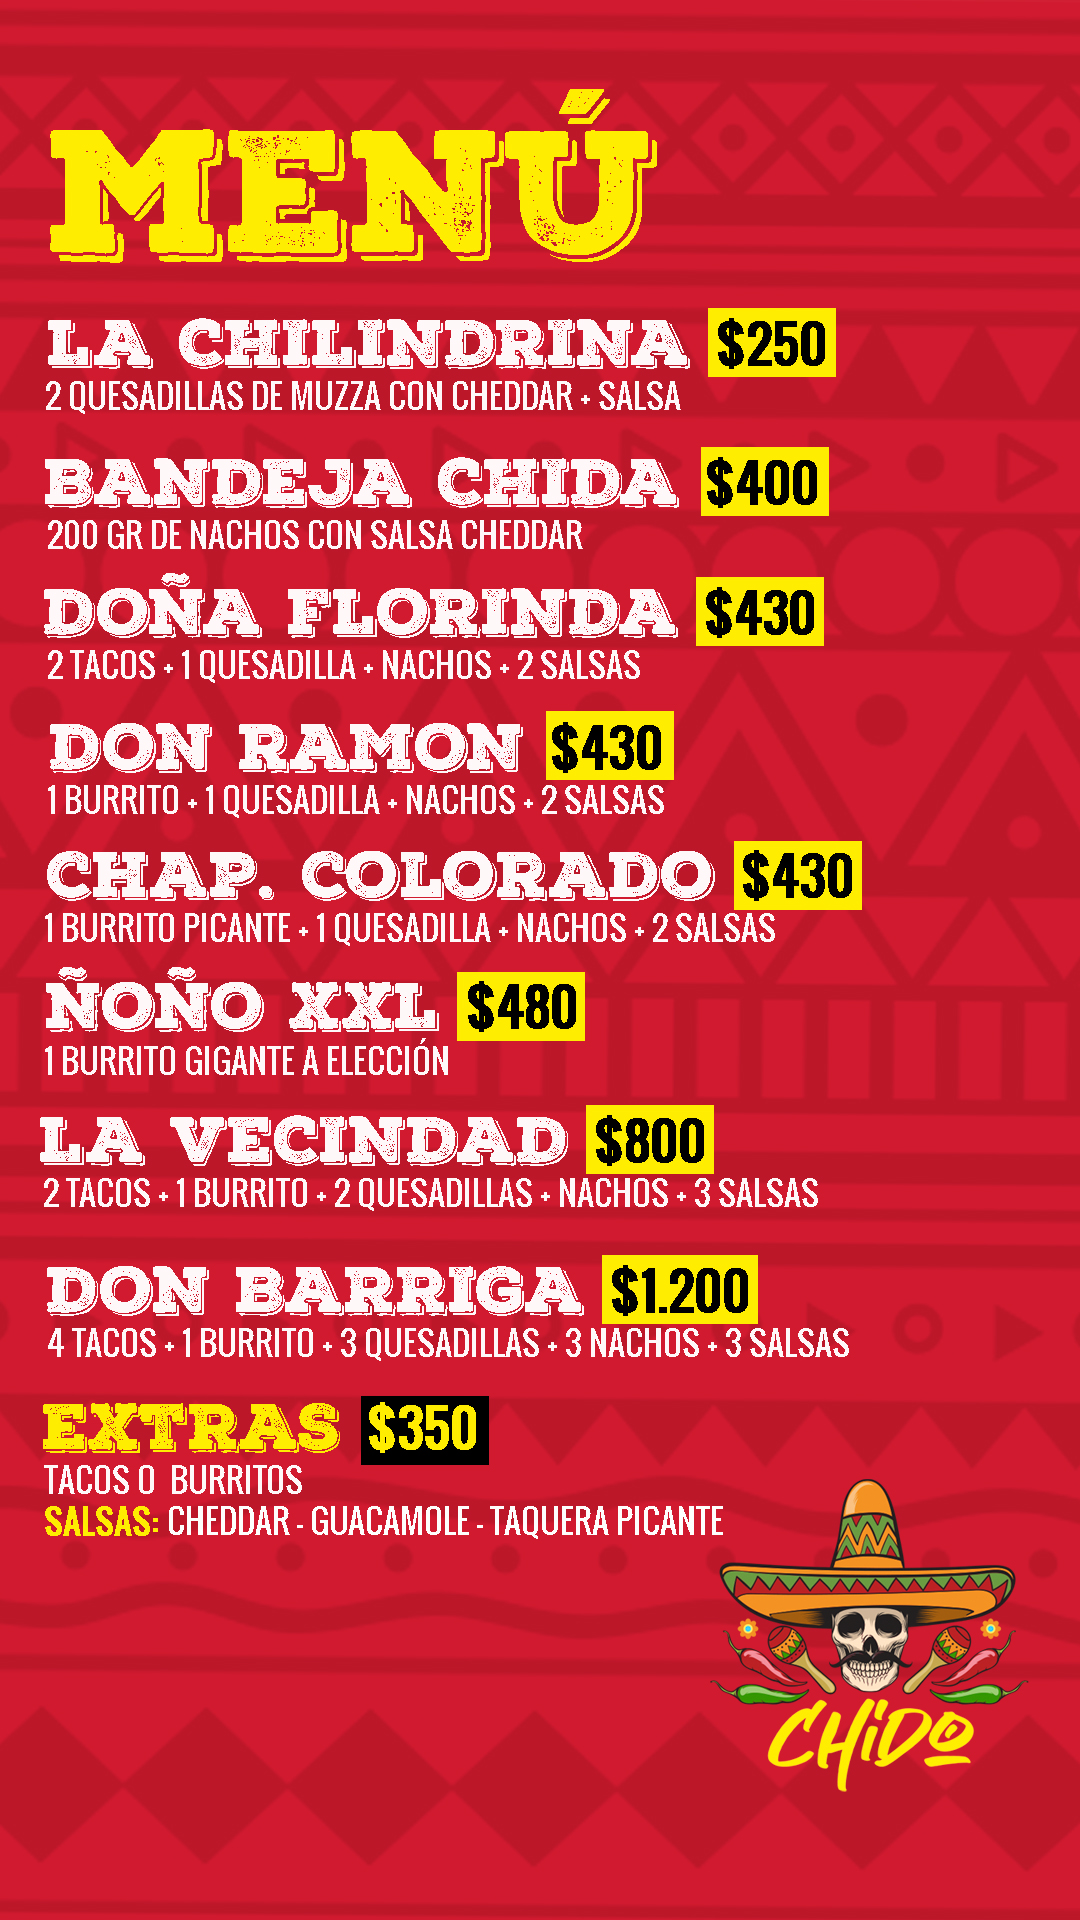 MENÚ
LA CHILINDRINA $250
2 QUESADILLAS DE MUZZA CON CHEDDAR + SALSA
BANDEJA CHIDA $400
200 GR DE NACHOS CON SALSA CHEDDAR
DOÑA FLORINDA $430
2 TACOS + 1 QUESADILLA + NACHOS + 2 SALSAS
DON RAMON $430
1 BURRITO + 1 QUESADILLA + NACHOS + 2 SALSAS
CHAP. COLORADO $430
1 BURRITO PICANTE + 1 QUESADILLA + NACHOS + 2 SALSAS
ÑOÑO XXL $480
1 BURRITO GIGANTE A ELECCIÓN
LA VECINDAD $800
2 TACOS + 1 BURRITO + 2 QUESADILLAS + NACHOS + 3 SALSAS
DON BARRIGA $1.200
4 TACOS + 1 BURRITO + 3 QUESADILLAS + 3 NACHOS + 3 SALSAS
EXTRAS $350
TACOS O BURRITOS
SALSAS: CHEDDAR - GUACAMOLE - TAQUERA PICANTE
CHIDO